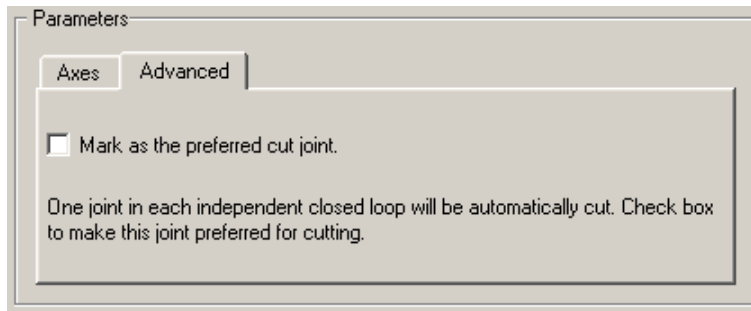 Parameters
Axes Advanced
Mark as the preferred cut joint.
One joint in each independent closed loop will be automatically cut. Check box
to make this joint preferred for cutting.